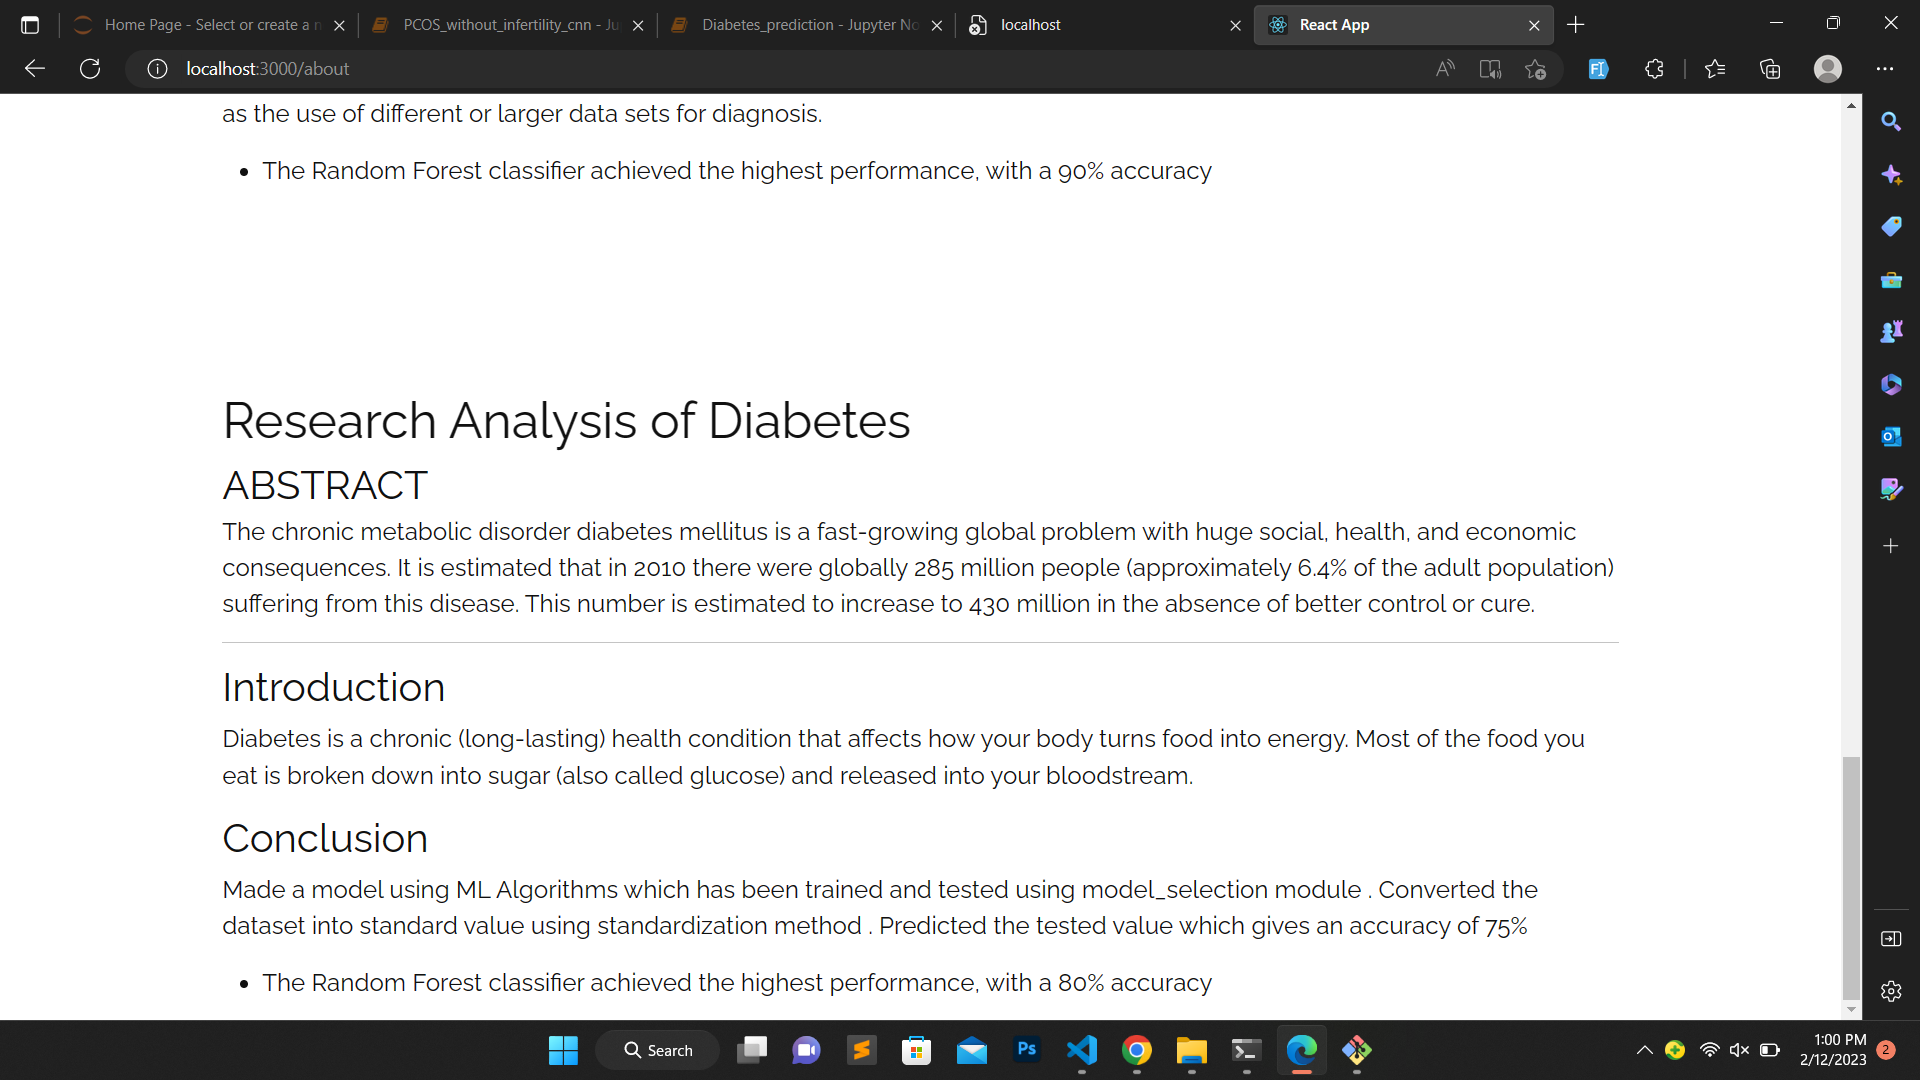 Home Page - Select or create a n
PCOS_without_infertility_cnn - Ju
Diabetes_prediction - Jupyter No
localhost
React App
localhost:3000/about
as the use of different or larger data sets for diagnosis.
• The Random Forest classifier achieved the highest performance, with a 90% accuracy
Research Analysis of Diabetes
ABSTRACT
The chronic metabolic disorder diabetes mellitus is a fast-growing global problem with huge social, health, and economic
consequences. It is estimated that in 2010 there were globally 285 million people (approximately 6.4% of the adult population)
suffering from this disease. This number is estimated to increase to 430 million in the absence of better control or cure.
Introduction
Diabetes is a chronic (long-lasting) health condition that affects how your body turns food into energy. Most of the food you
eat is broken down into sugar (also called glucose) and released into your bloodstream.
Conclusion
Made a model using ML Algorithms which has been trained and tested using model_selection module . Converted the
dataset into standard value using standardization method . Predicted the tested value which gives an accuracy of 75%
• The Random Forest classifier achieved the highest performance, with a 80% accuracy
Search
Ps
1:00 PM
2/12/2023
2